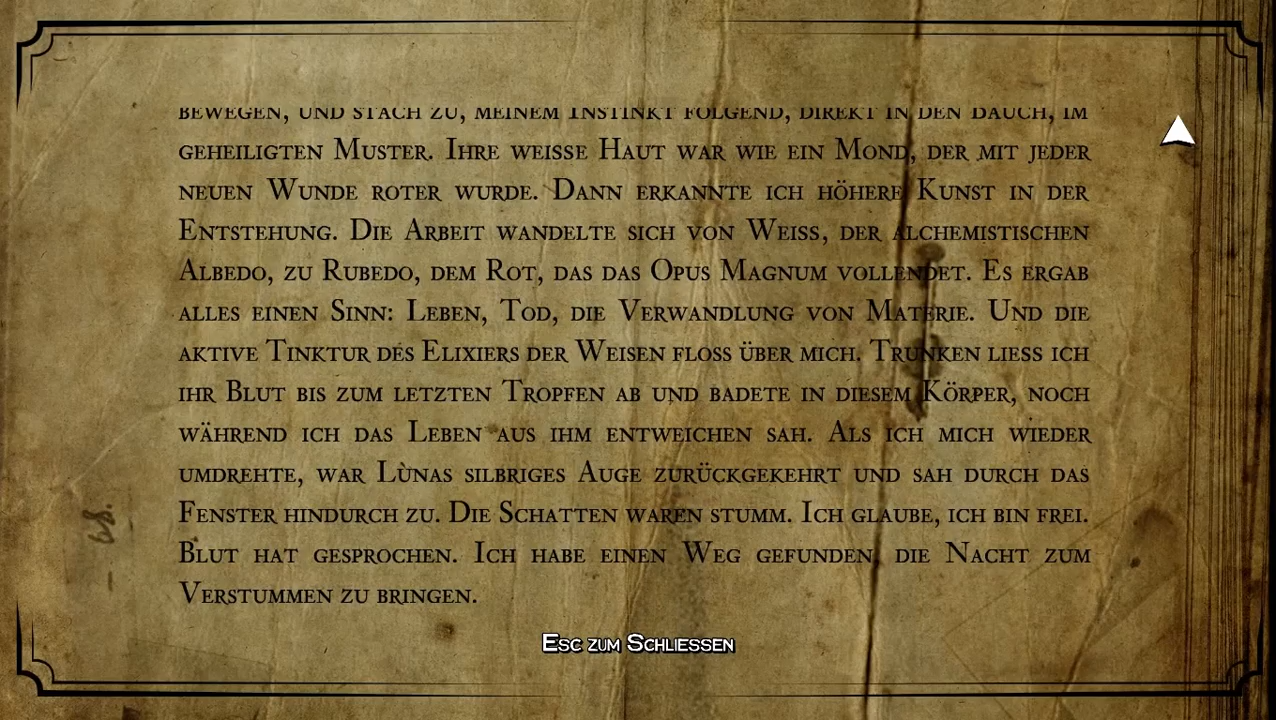 bewegen, und stach zu, meinem Instinkt folgend, direkt in den Bauch, im
geheiligten Muster. Ihre weisse Haut war wie ein Mond, der mit jeder
neuen Wunde roter wurde. Dann erkannte ich höhere Kunst in der
Entstehung. Die Arbeit wandelte sich von Weiss, der alchemistischen
Albedo, zu Rubedo, dem Rot, das das Opus Magnum vollendet. Es ergab
alles einen Sinn: Leben, Tod, die Verwandlung von Materie. Und die
aktive Tinktur des Elixiers der Weisen floss über mich. Trunken liess ich
ihr Blut bis zum letzten Tropfen ab und badete in diesem Körper, noch
während ich das Leben aus ihm entweichen sah. Als ich mich wieder
umdrehte, war Lùnas silbriges Auge zurückgekehrt und sah durch das
Fenster hindurch zu. Die Schatten waren stumm. Ich glaube, ich bin frei.
Blut hat gesprochen. Ich habe einen Weg gefunden, die Nacht zum
Verstummen zu bringen.
Esc zum Schliessen